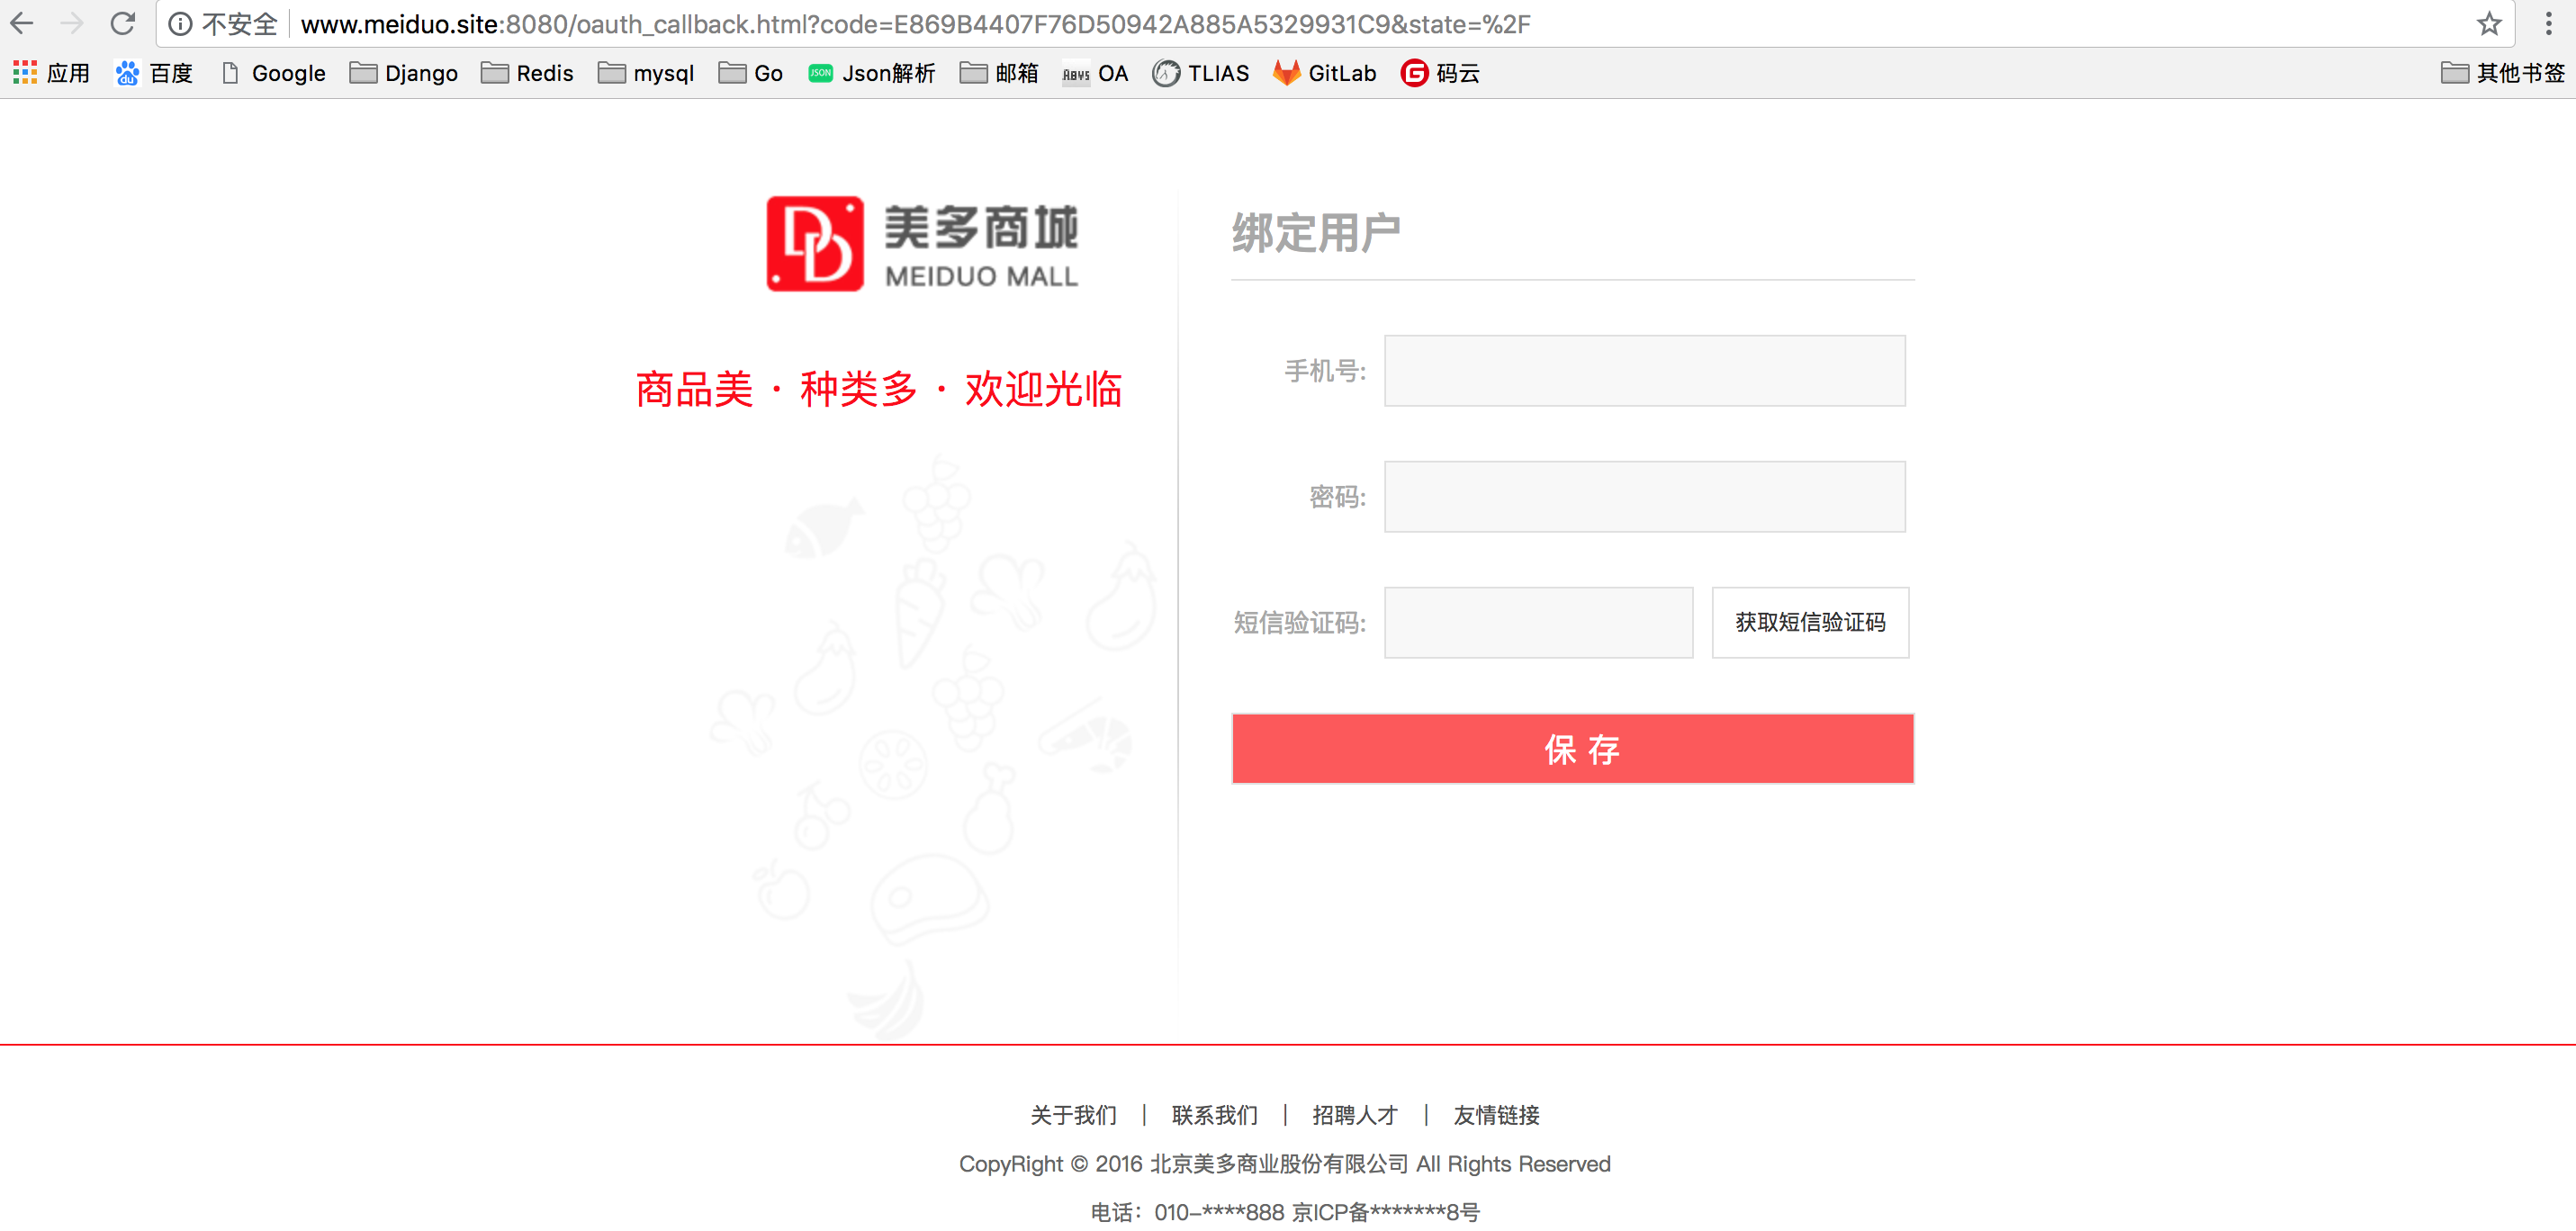 不安全 www.meiduo.site:8080/oauth_callback.html?code=E869B4407F76D50942A885A5329931C9&state=%2F
应用 百度 Google Django Redis mysql Go JSON Json解析 邮箱 OA TLIAS GitLab 码云 其他书签
美多商城
MEIDUO MALL
商品美 · 种类多 · 欢迎光临
绑定用户
手机号:
密码:
短信验证码: 获取短信验证码
保 存
关于我们 | 联系我们 | 招聘人才 | 友情链接
CopyRight © 2016 北京美多商业股份有限公司 All Rights Reserved
电话：010-****888 京ICP备*******8号